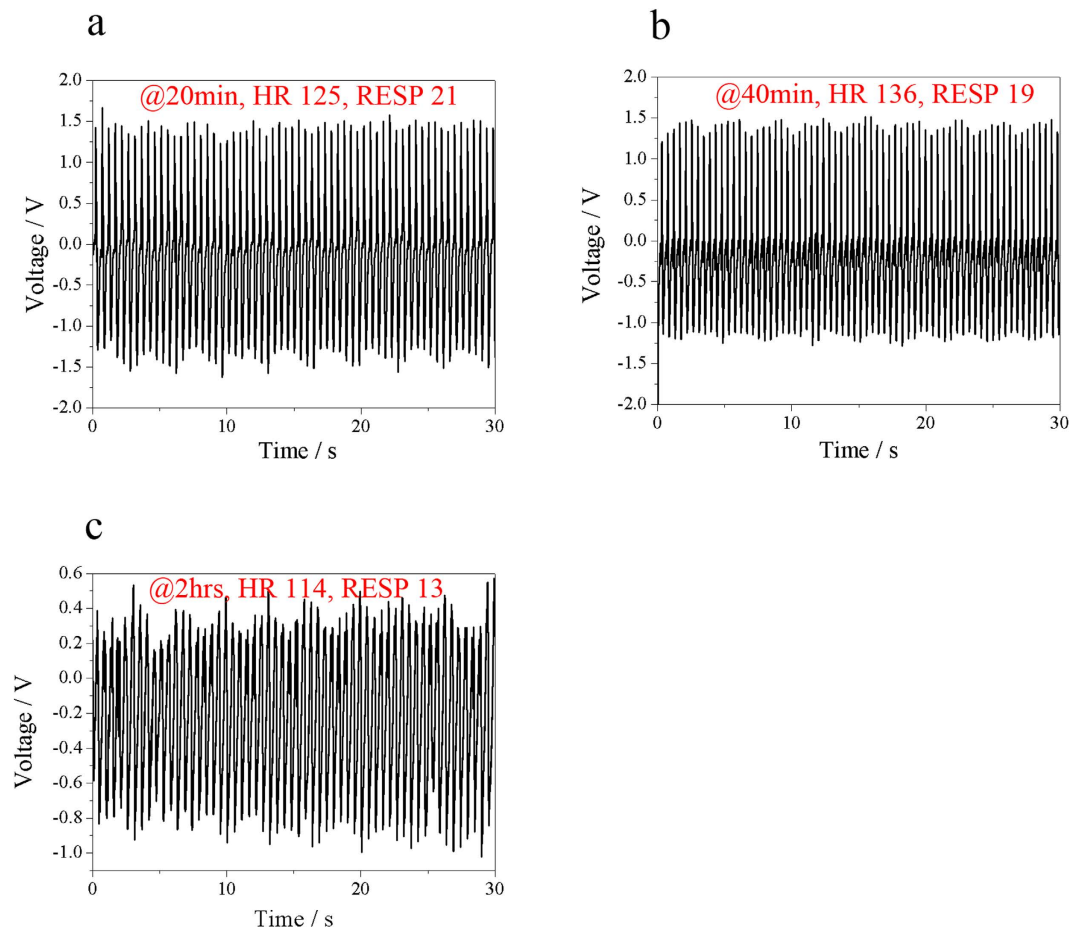 a
@20min, HR 125, RESP 21
2.0
1.5
1.0
0.5
0.0
-0.5
-1.0
-1.5
-2.0
Voltage / V
0 10 20 30
Time / s
b
@40min, HR 136, RESP 19
2.0
1.5
1.0
0.5
0.0
-0.5
-1.0
-1.5
-2.0
Voltage / V
0 10 20 30
Time / s
c
@2hrs, HR 114, RESP 13
0.6
0.4
0.2
0.0
-0.2
-0.4
-0.6
-0.8
-1.0
Voltage / V
0 10 20 30
Time / s